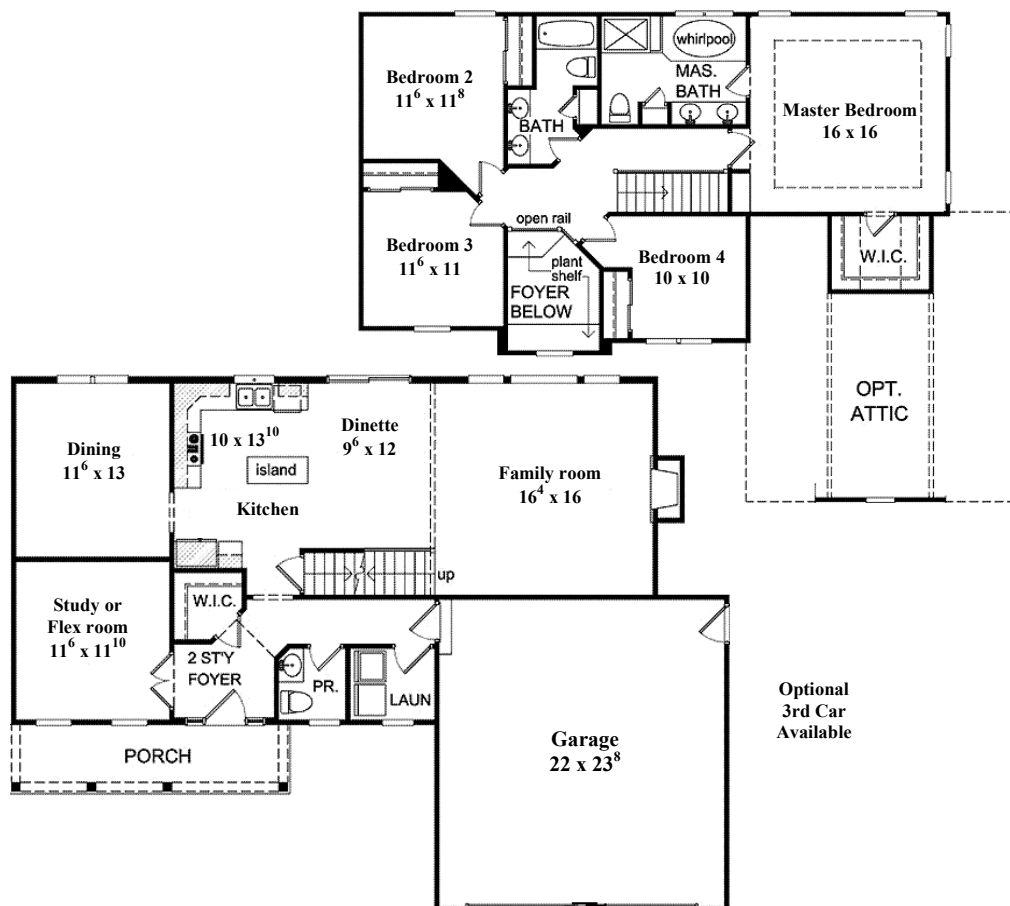 Bedroom 2
11⁶ x 11⁸
BATH
whirlpool
MAS.
BATH
Master Bedroom
16 x 16
Bedroom 3
11⁶ x 11
open rail
plant
shelf
FOYER
BELOW
Bedroom 4
10 x 10
W.I.C.
OPT.
ATTIC
Dining
11⁶ x 13
10 x 13¹⁰
island
Kitchen
Dinette
9⁶ x 12
Family room
16⁴ x 16
up
Study or
Flex room
11⁶ x 11¹⁰
W.I.C.
2 ST'Y
FOYER
PR.
LAUN
PORCH
Garage
22 x 23⁸
Optional
3rd Car
Available